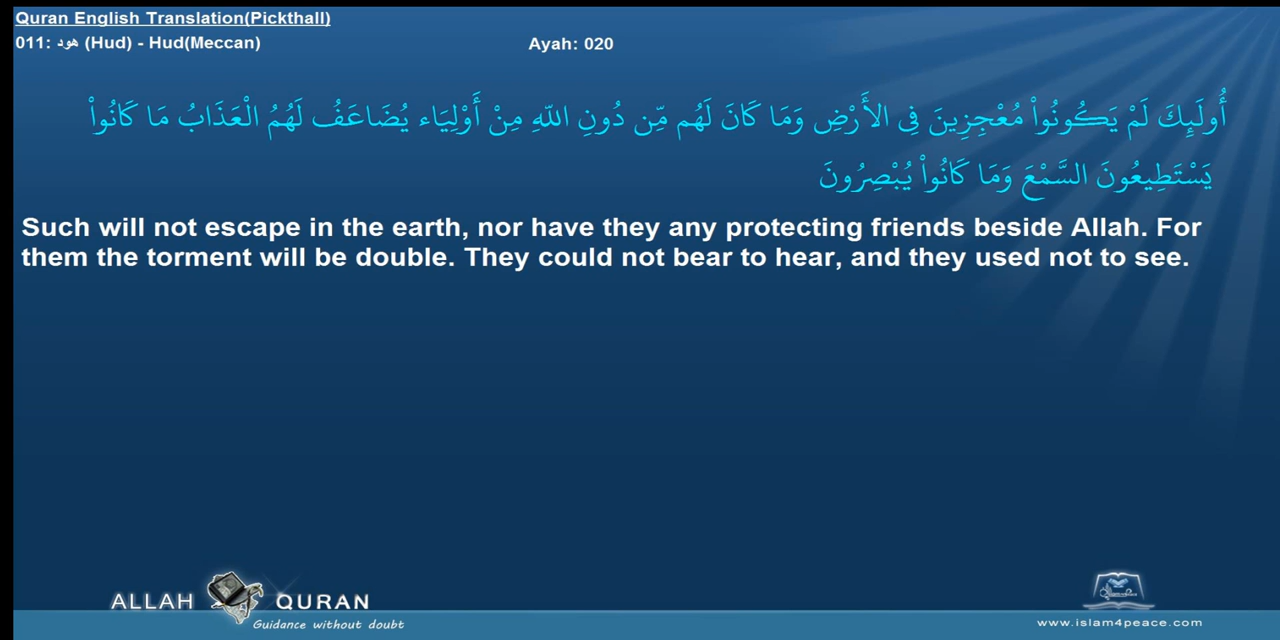 Quran English Translation(Pickthall)
011: هود (Hud) - Hud(Meccan)
Ayah: 020
أُولَئِكَ لَمْ يَكُونُواْ مُعْجِزِينَ فِي الأَرْضِ وَمَا كَانَ لَهُم مِّن دُونِ اللّهِ مِنْ أَوْلِيَاء يُضَاعَفُ لَهُمُ الْعَذَابُ مَا كَانُواْ
يَسْتَطِيعُونَ السَّمْعَ وَمَا كَانُواْ يُبْصِرُونَ
Such will not escape in the earth, nor have they any protecting friends beside Allah. For
them the torment will be double. They could not bear to hear, and they used not to see.
ALLAH QURAN
Guidance without doubt
www.islam4peace.com